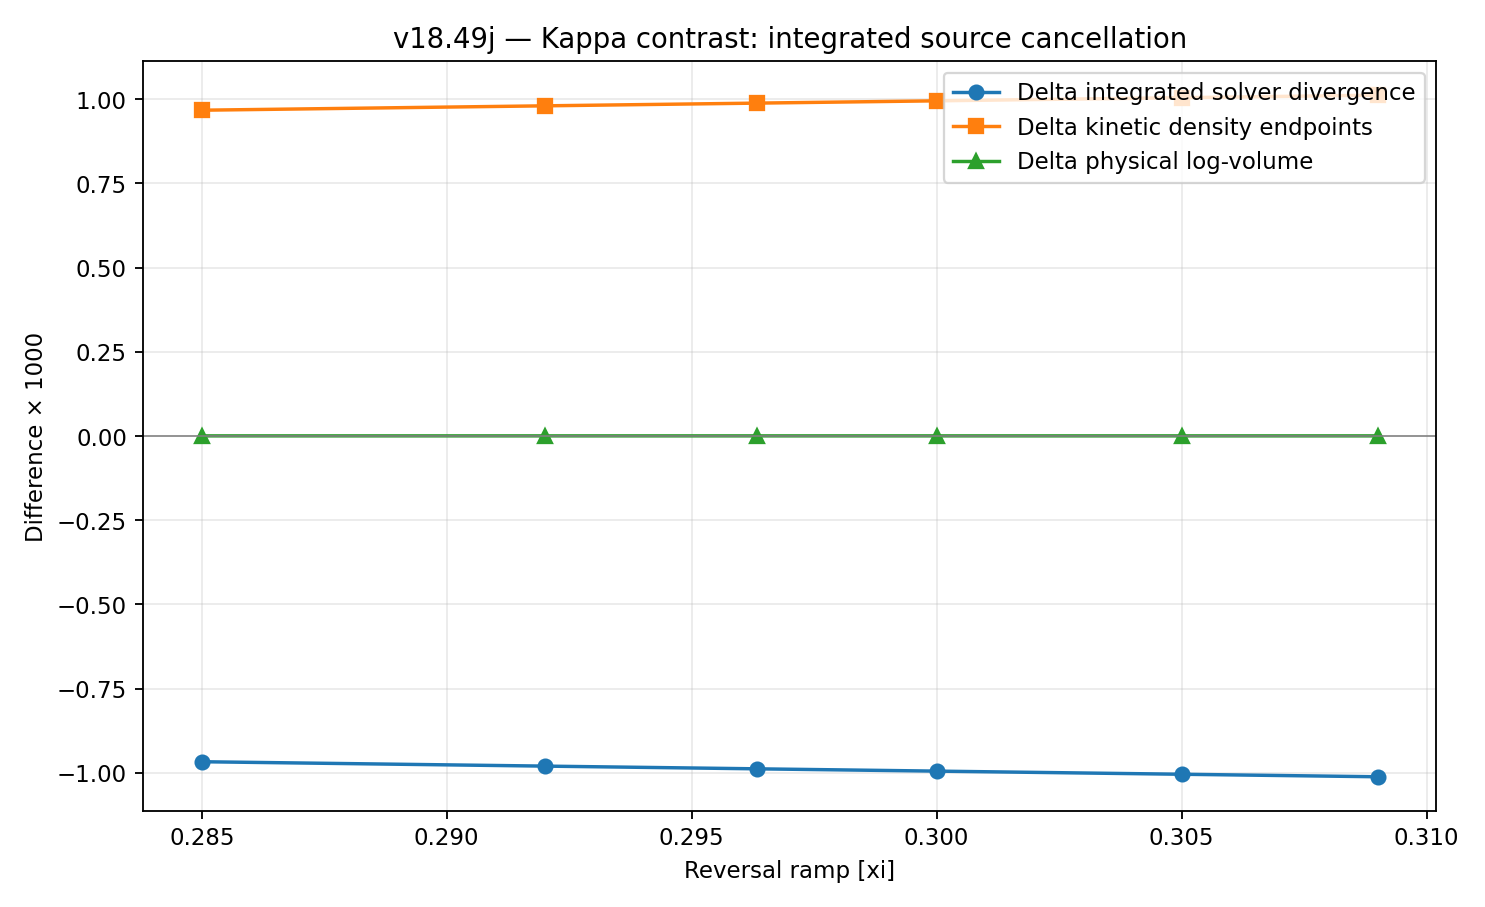 v18.49j — Kappa contrast: integrated source cancellation
Delta integrated solver divergence
Delta kinetic density endpoints
Delta physical log-volume
Difference × 1000
1.00
0.75
0.50
0.25
0.00
−0.25
−0.50
−0.75
−1.00
0.285 0.290 0.295 0.300 0.305 0.310
Reversal ramp [xi]